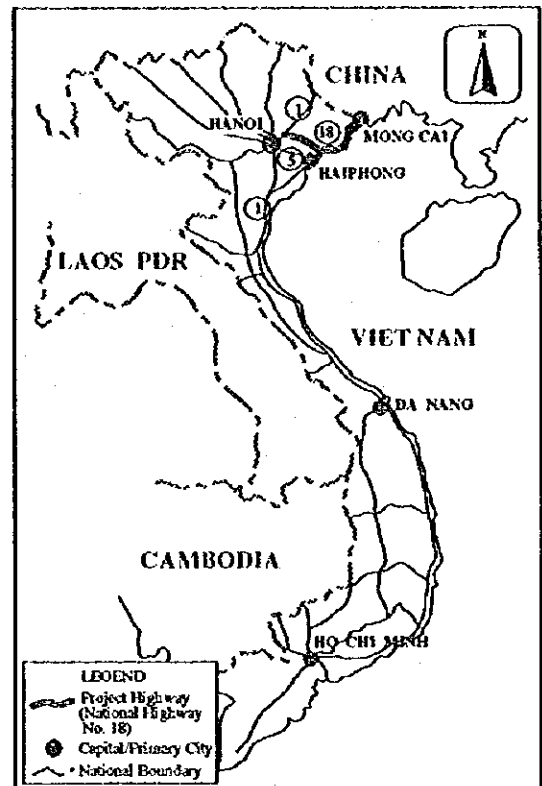 N
CHINA
1
HANOI
18
MONG CAI
5
HAIPHONG
1
LAOS PDR
VIET NAM
DA NANG
CAMBODIA
HO CHI MINH
LEGEND
Project Highway
(National Highway
No. 18)
Capital/Primary City
National Boundary